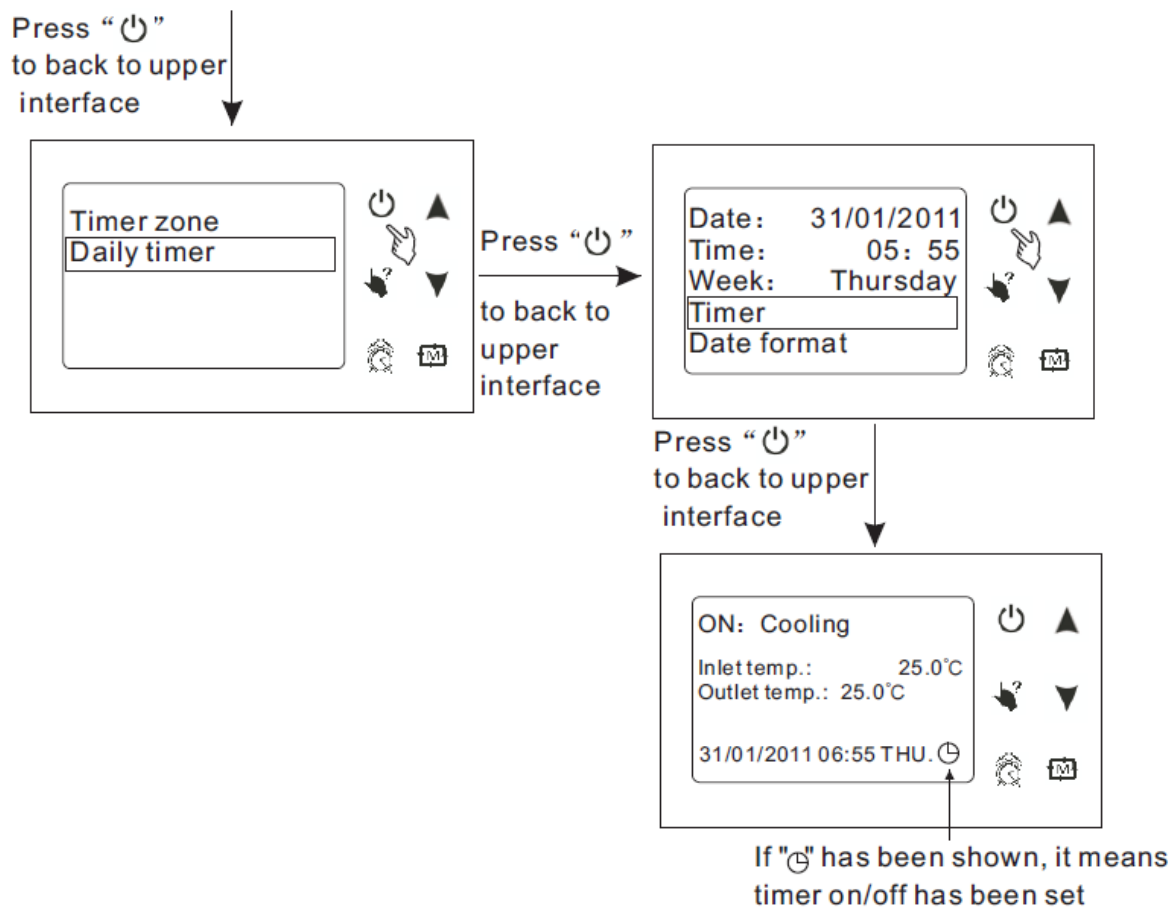 Press “⏻”
to back to upper
interface
Timer zone
Daily timer
Press “⏻”
to back to
upper
interface
Date: 31/01/2011
Time: 05: 55
Week: Thursday
Timer
Date format
Press “⏻”
to back to upper
interface
ON: Cooling
Inlet temp.: 25.0℃
Outlet temp.: 25.0℃
31/01/2011 06:55 THU.
If "◷" has been shown, it means
timer on/off has been set
?
M
?
M
?
M